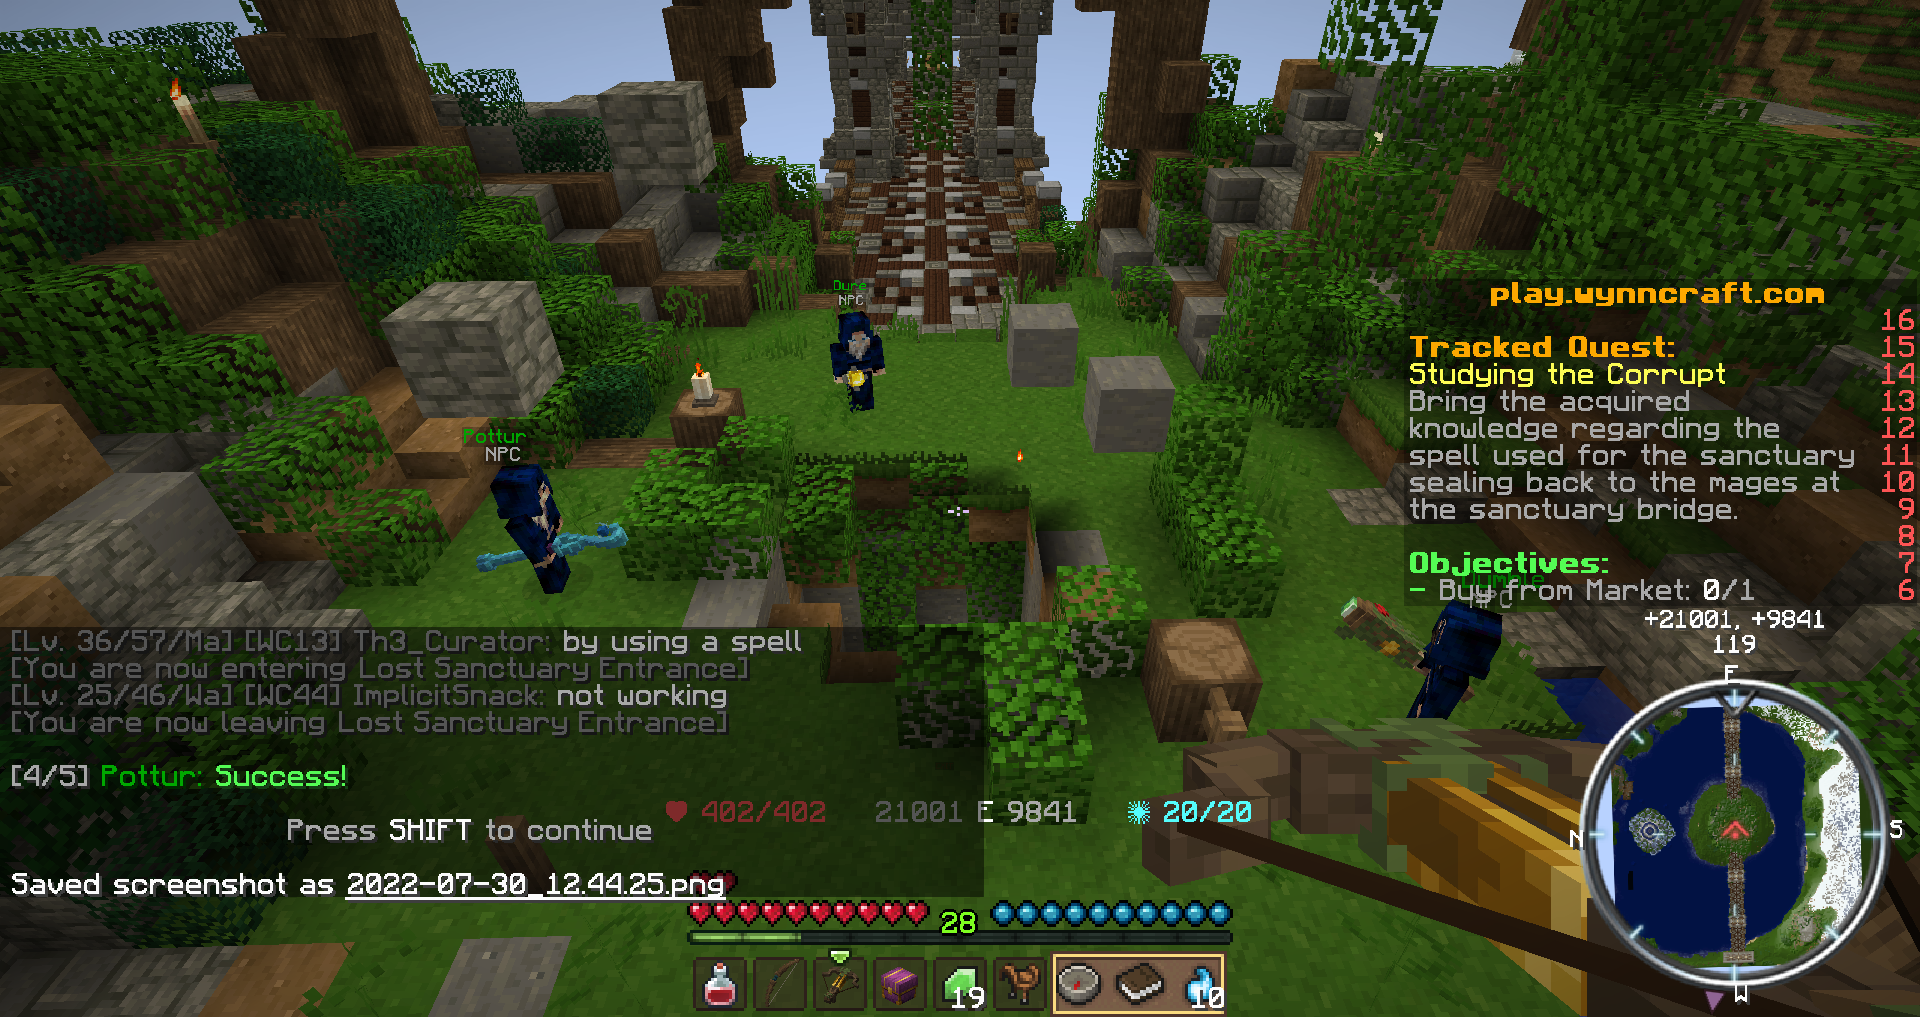 Dure
NPC
Pottur
NPC
play.wynncraft.com
16
Tracked Quest: 15
Studying the Corrupt 14
Bring the acquired 13
knowledge regarding the 12
spell used for the sanctuary 11
sealing back to the mages at 10
the sanctuary bridge. 9
8
Objectives: 7
- Buy from Market: 0/1 6
NPC
+21001, +9841
119
E
N
S
W
[Lv. 36/57/Ma] [WC13] Th3_Curator: by using a spell
[You are now entering Lost Sanctuary Entrance]
[Lv. 25/46/Wa] [WC44] ImplicitSnack: not working
[You are now leaving Lost Sanctuary Entrance]
[4/5] Pottur: Success!
Press SHIFT to continue
402/402 21001 E 9841 20/20
Saved screenshot as 2022-07-30_12.44.25.png
28
19
10